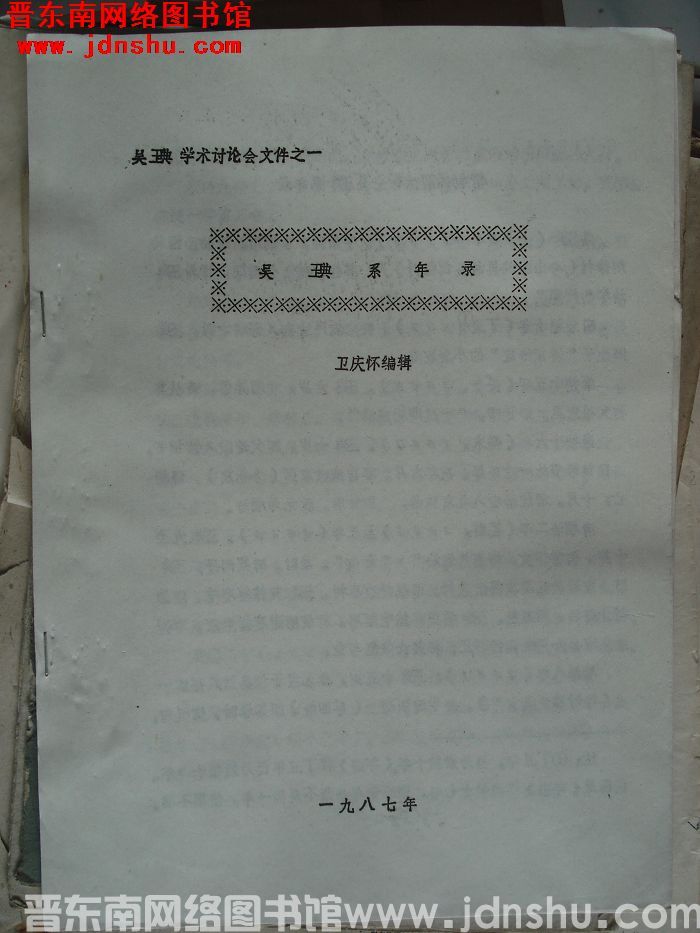 晋东南网络图书馆
www.jdnshu.com
吴琠 学术讨论会文件之一
吴 琠 系 年 录
卫庆怀编辑
一九八七年
晋东南网络图书馆www.jdnshu.com